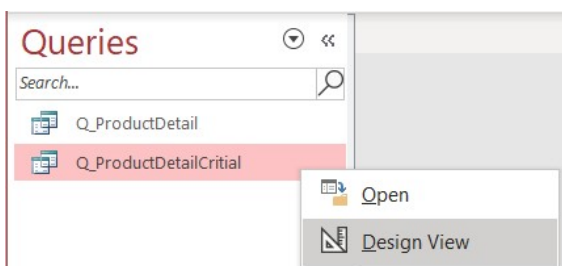 Queries
Search...
Q_ProductDetail
Q_ProductDetailCritial
Open
Design View